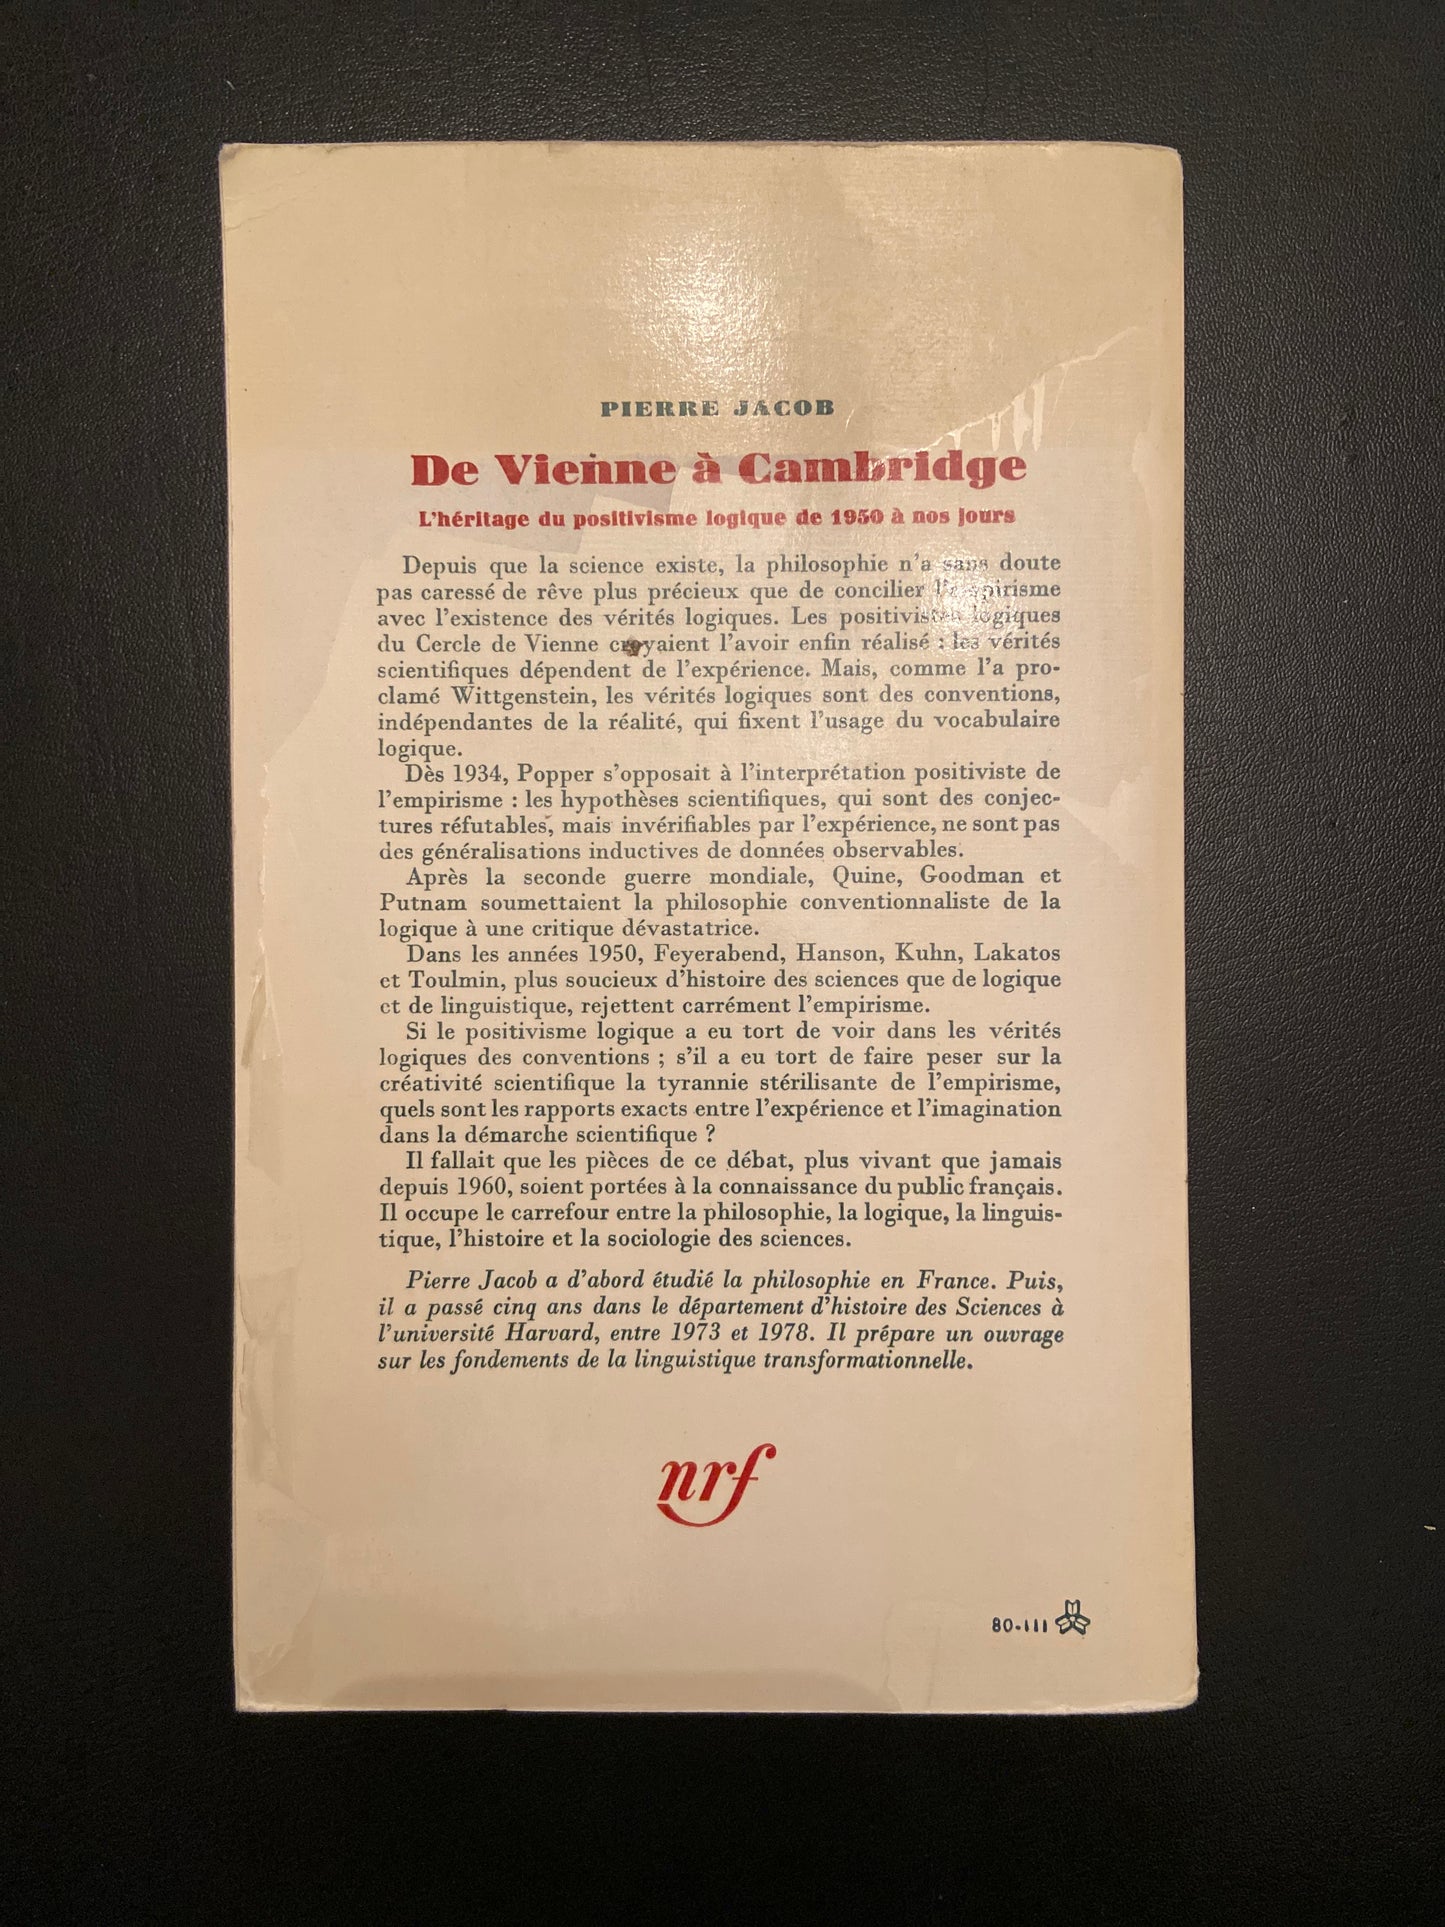 PIERRE JACOB
De Vienne à Cambridge
L'héritage du positivisme logique de 1950 à nos jours
Depuis que la science existe, la philosophie n'a sans doute
pas caressé de rêve plus précieux que de concilier l'empirisme
avec l'existence des vérités logiques. Les positivistes logiques
du Cercle de Vienne croyaient l'avoir enfin réalisé : les vérités
scientifiques dépendent de l'expérience. Mais, comme l'a pro-
clamé Wittgenstein, les vérités logiques sont des conventions,
indépendantes de la réalité, qui fixent l'usage du vocabulaire
logique.
Dès 1934, Popper s'opposait à l'interprétation positiviste de
l'empirisme : les hypothèses scientifiques, qui sont des conjec-
tures réfutables, mais invérifiables par l'expérience, ne sont pas
des généralisations inductives de données observables.
Après la seconde guerre mondiale, Quine, Goodman et
Putnam soumettaient la philosophie conventionnaliste de la
logique à une critique dévastatrice.
Dans les années 1950, Feyerabend, Hanson, Kuhn, Lakatos
et Toulmin, plus soucieux d'histoire des sciences que de logique
et de linguistique, rejettent carrément l'empirisme.
Si le positivisme logique a eu tort de voir dans les vérités
logiques des conventions ; s'il a eu tort de faire peser sur la
créativité scientifique la tyrannie stérilisante de l'empirisme,
quels sont les rapports exacts entre l'expérience et l'imagination
dans la démarche scientifique ?
Il fallait que les pièces de ce débat, plus vivant que jamais
depuis 1960, soient portées à la connaissance du public français.
Il occupe le carrefour entre la philosophie, la logique, la linguis-
tique, l'histoire et la sociologie des sciences.
Pierre Jacob a d'abord étudié la philosophie en France. Puis,
il a passé cinq ans dans le département d'histoire des Sciences à
l'université Harvard, entre 1973 et 1978. Il prépare un ouvrage
sur les fondements de la linguistique transformationnelle.
nrf
80-III